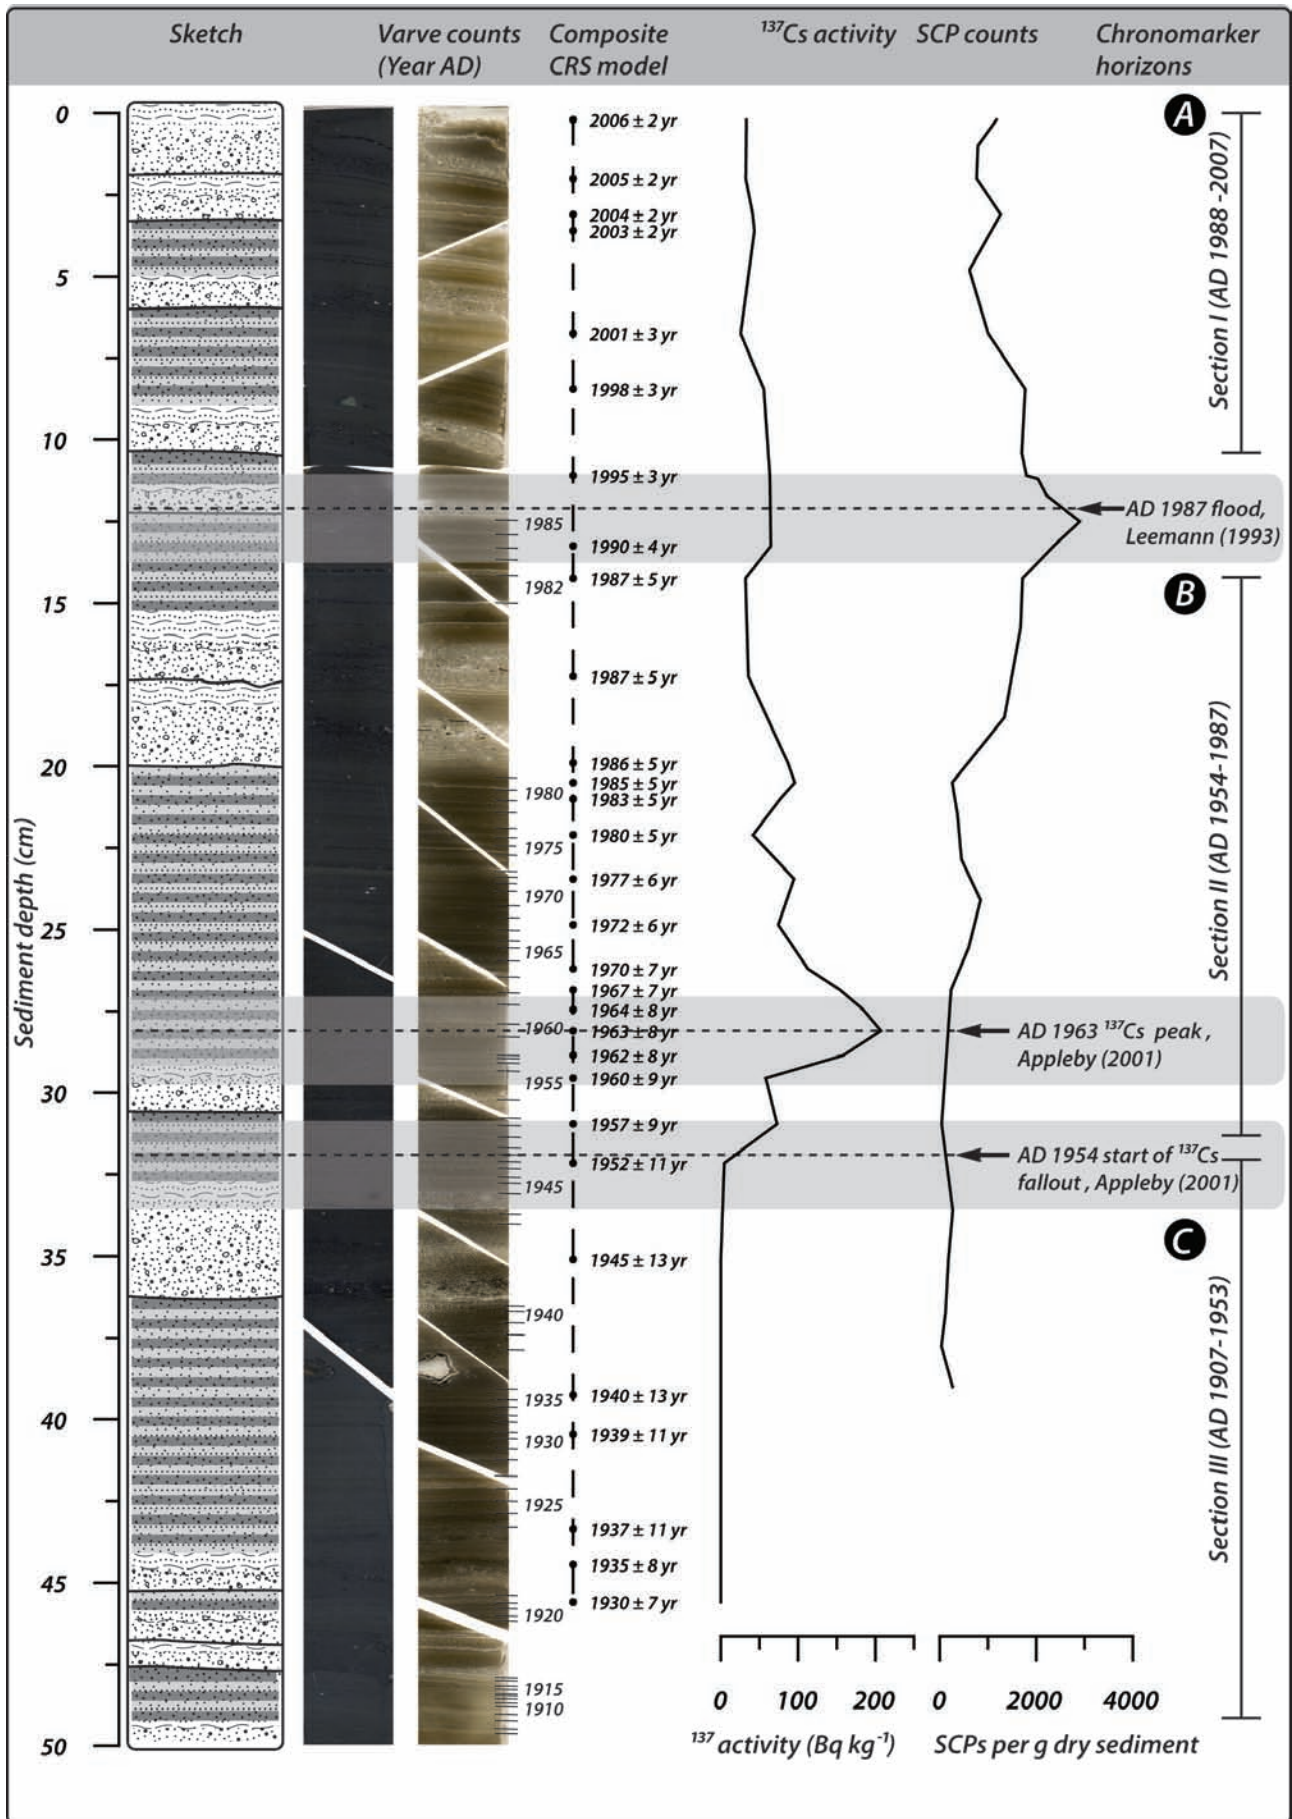 Sketch
Varve counts
(Year AD)
Composite
CRS model
¹³⁷Cs activity
SCP counts
Chronomarker
horizons
Sediment depth (cm)
0
5
10
15
20
25
30
35
40
45
50
1985
1982
1980
1975
1970
1965
1960
1955
1945
1940
1935
1930
1925
1920
1915
1910
2006 ± 2 yr
2005 ± 2 yr
2004 ± 2 yr
2003 ± 2 yr
2001 ± 3 yr
1998 ± 3 yr
1995 ± 3 yr
1990 ± 4 yr
1987 ± 5 yr
1987 ± 5 yr
1986 ± 5 yr
1985 ± 5 yr
1983 ± 5 yr
1980 ± 5 yr
1977 ± 6 yr
1972 ± 6 yr
1970 ± 7 yr
1967 ± 7 yr
1964 ± 8 yr
1963 ± 8 yr
1962 ± 8 yr
1960 ± 9 yr
1957 ± 9 yr
1952 ± 11 yr
1945 ± 13 yr
1940 ± 13 yr
1939 ± 11 yr
1937 ± 11 yr
1935 ± 8 yr
1930 ± 7 yr
0 100 200
¹³⁷ activity (Bq kg⁻¹)
0 2000 4000
SCPs per g dry sediment
A
Section I (AD 1988 -2007)
AD 1987 flood,
Leemann (1993)
B
Section II (AD 1954-1987)
AD 1963 ¹³⁷Cs peak ,
Appleby (2001)
AD 1954 start of ¹³⁷Cs
fallout , Appleby (2001)
C
Section III (AD 1907-1953)